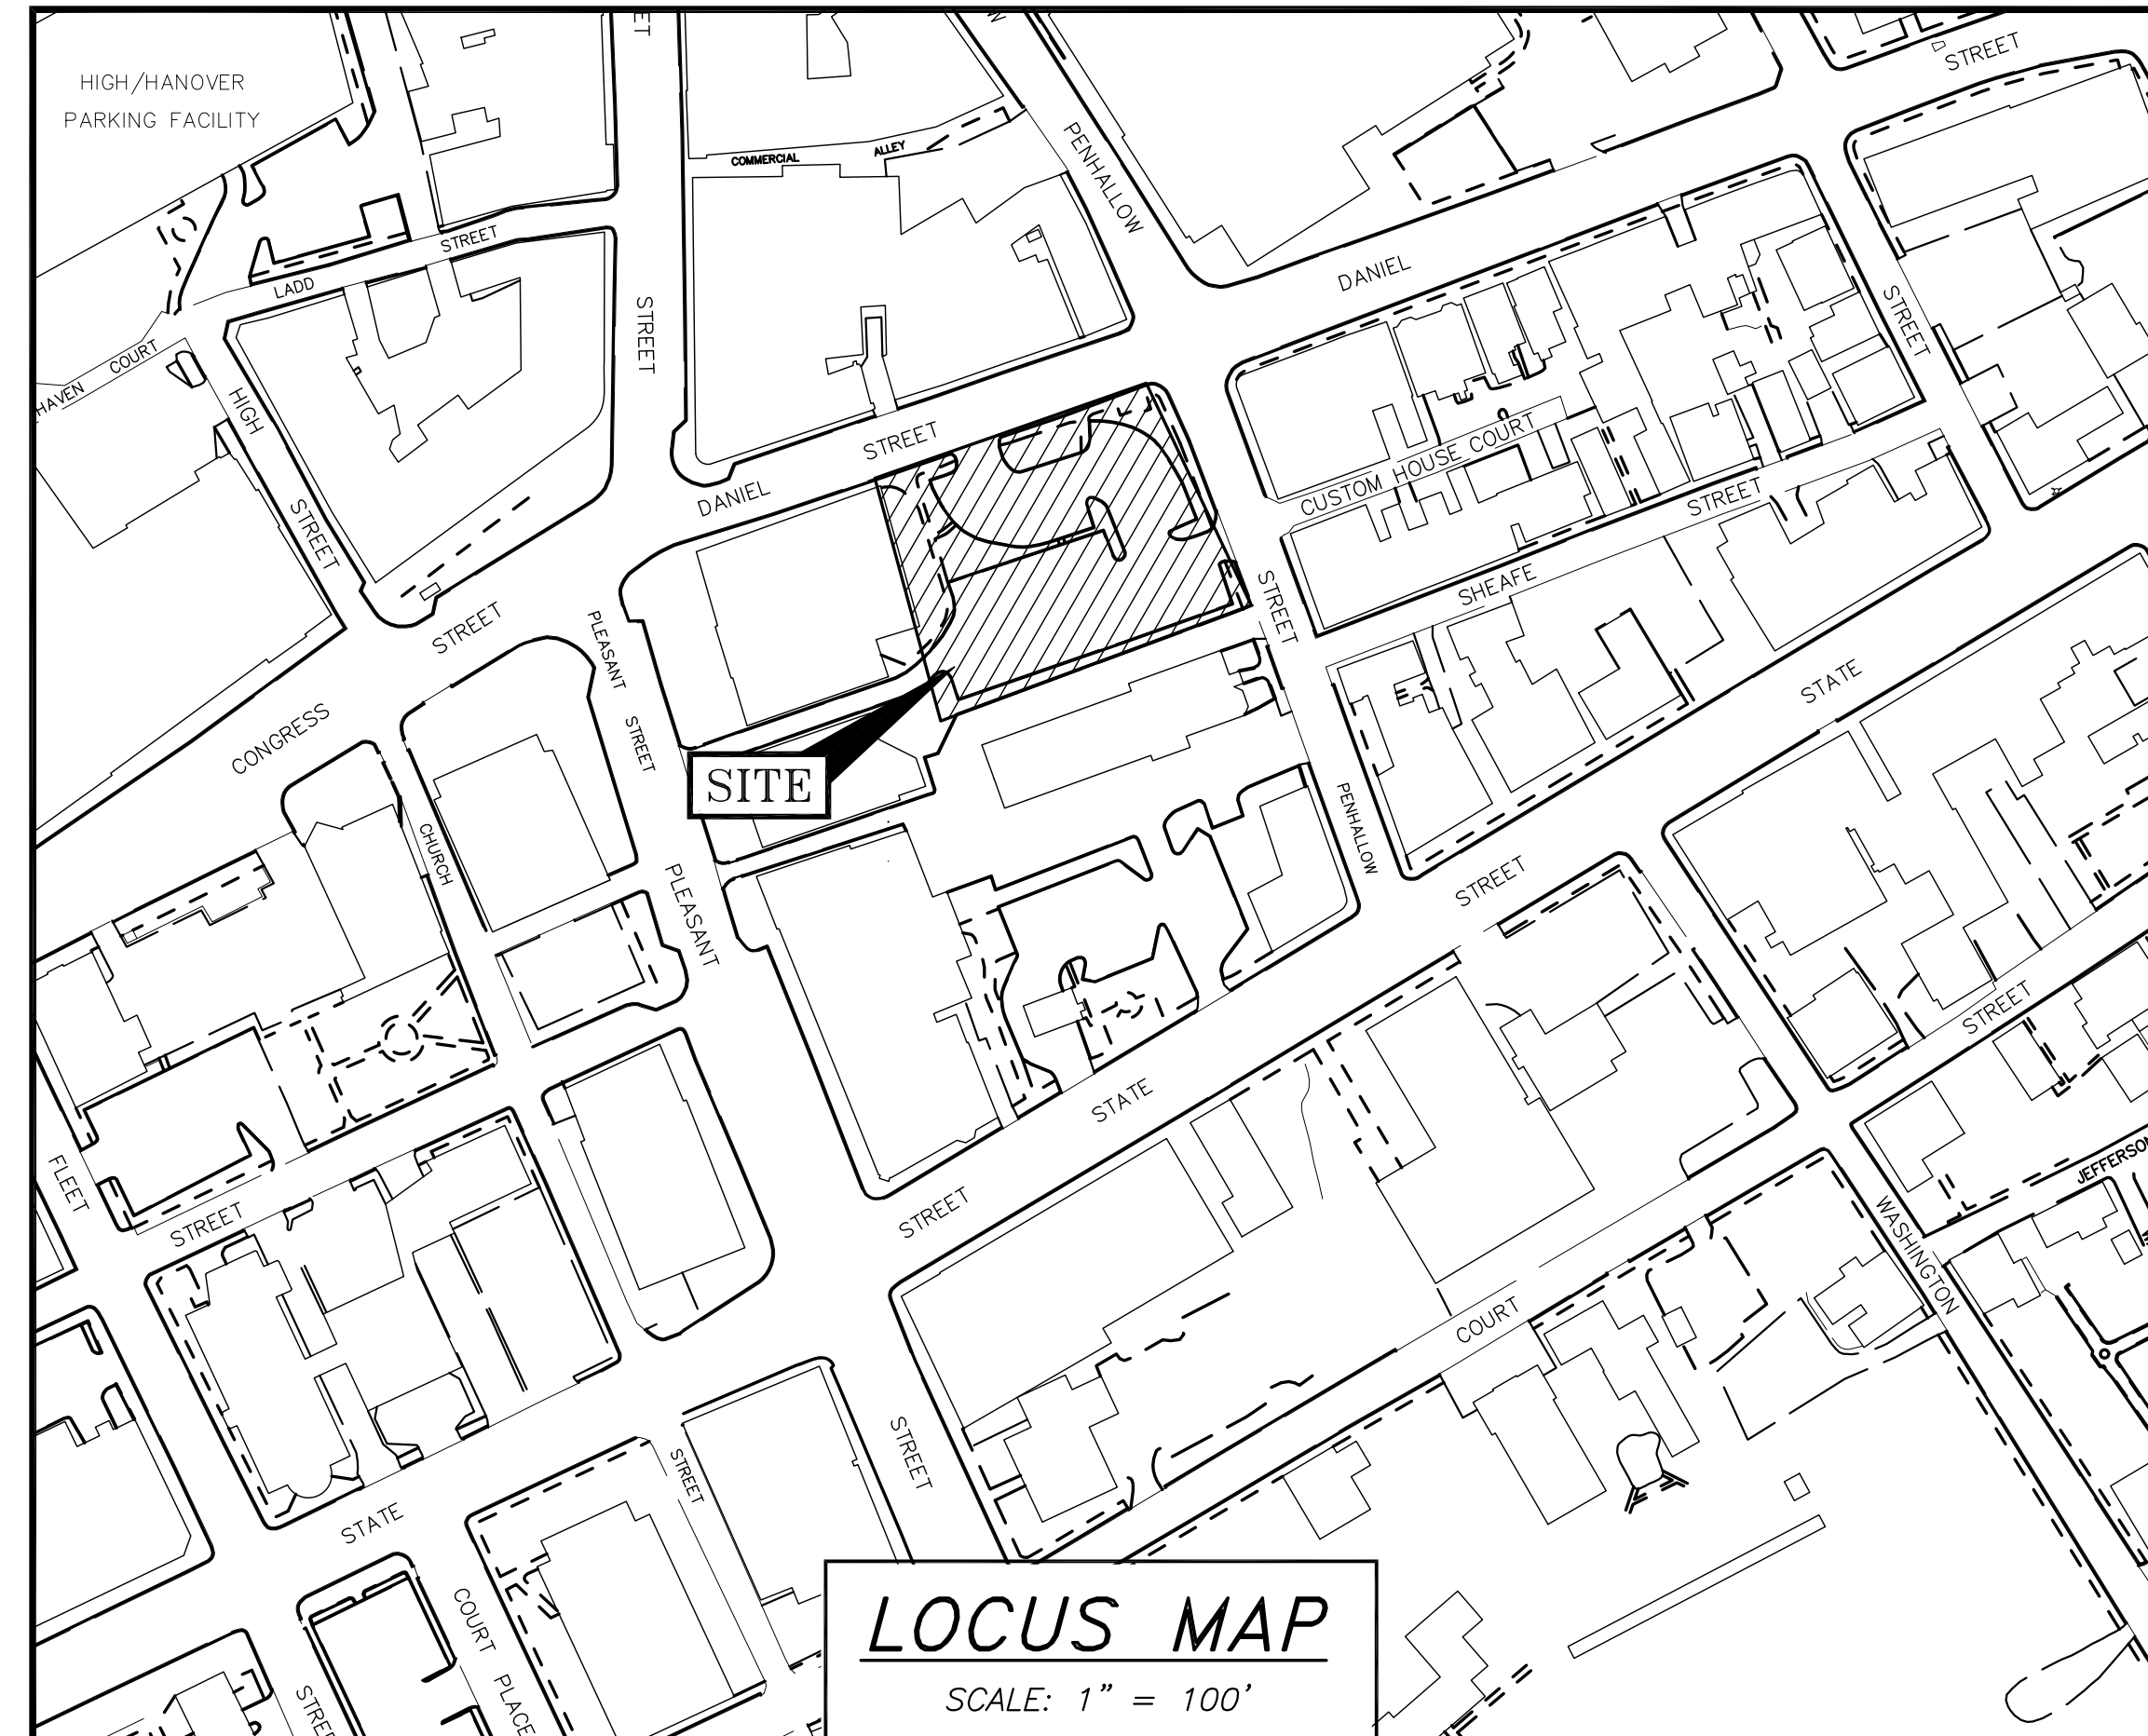 HIGH/HANOVER
PARKING FACILITY
ET
STREET
COMMERCIAL ALLEY
PENHALLOW
STREET
LADD
DANIEL
STREET
STREET
HAVEN COURT
HIGH
STREET
STREET
DANIEL
CUSTOM HOUSE COURT
STREET
SHEAFE
STREET
STREET
PLEASANT
STREET
CONGRESS
STATE
SITE
CHURCH
PENHALLOW
PLEASANT
STREET
STREET
STATE
FLEET
STREET
STREET
JEFFERSON
WASHINGTON
COURT
STREET
STREET
STATE
COURT PLACE
STREE
LOCUS MAP
SCALE: 1" = 100'